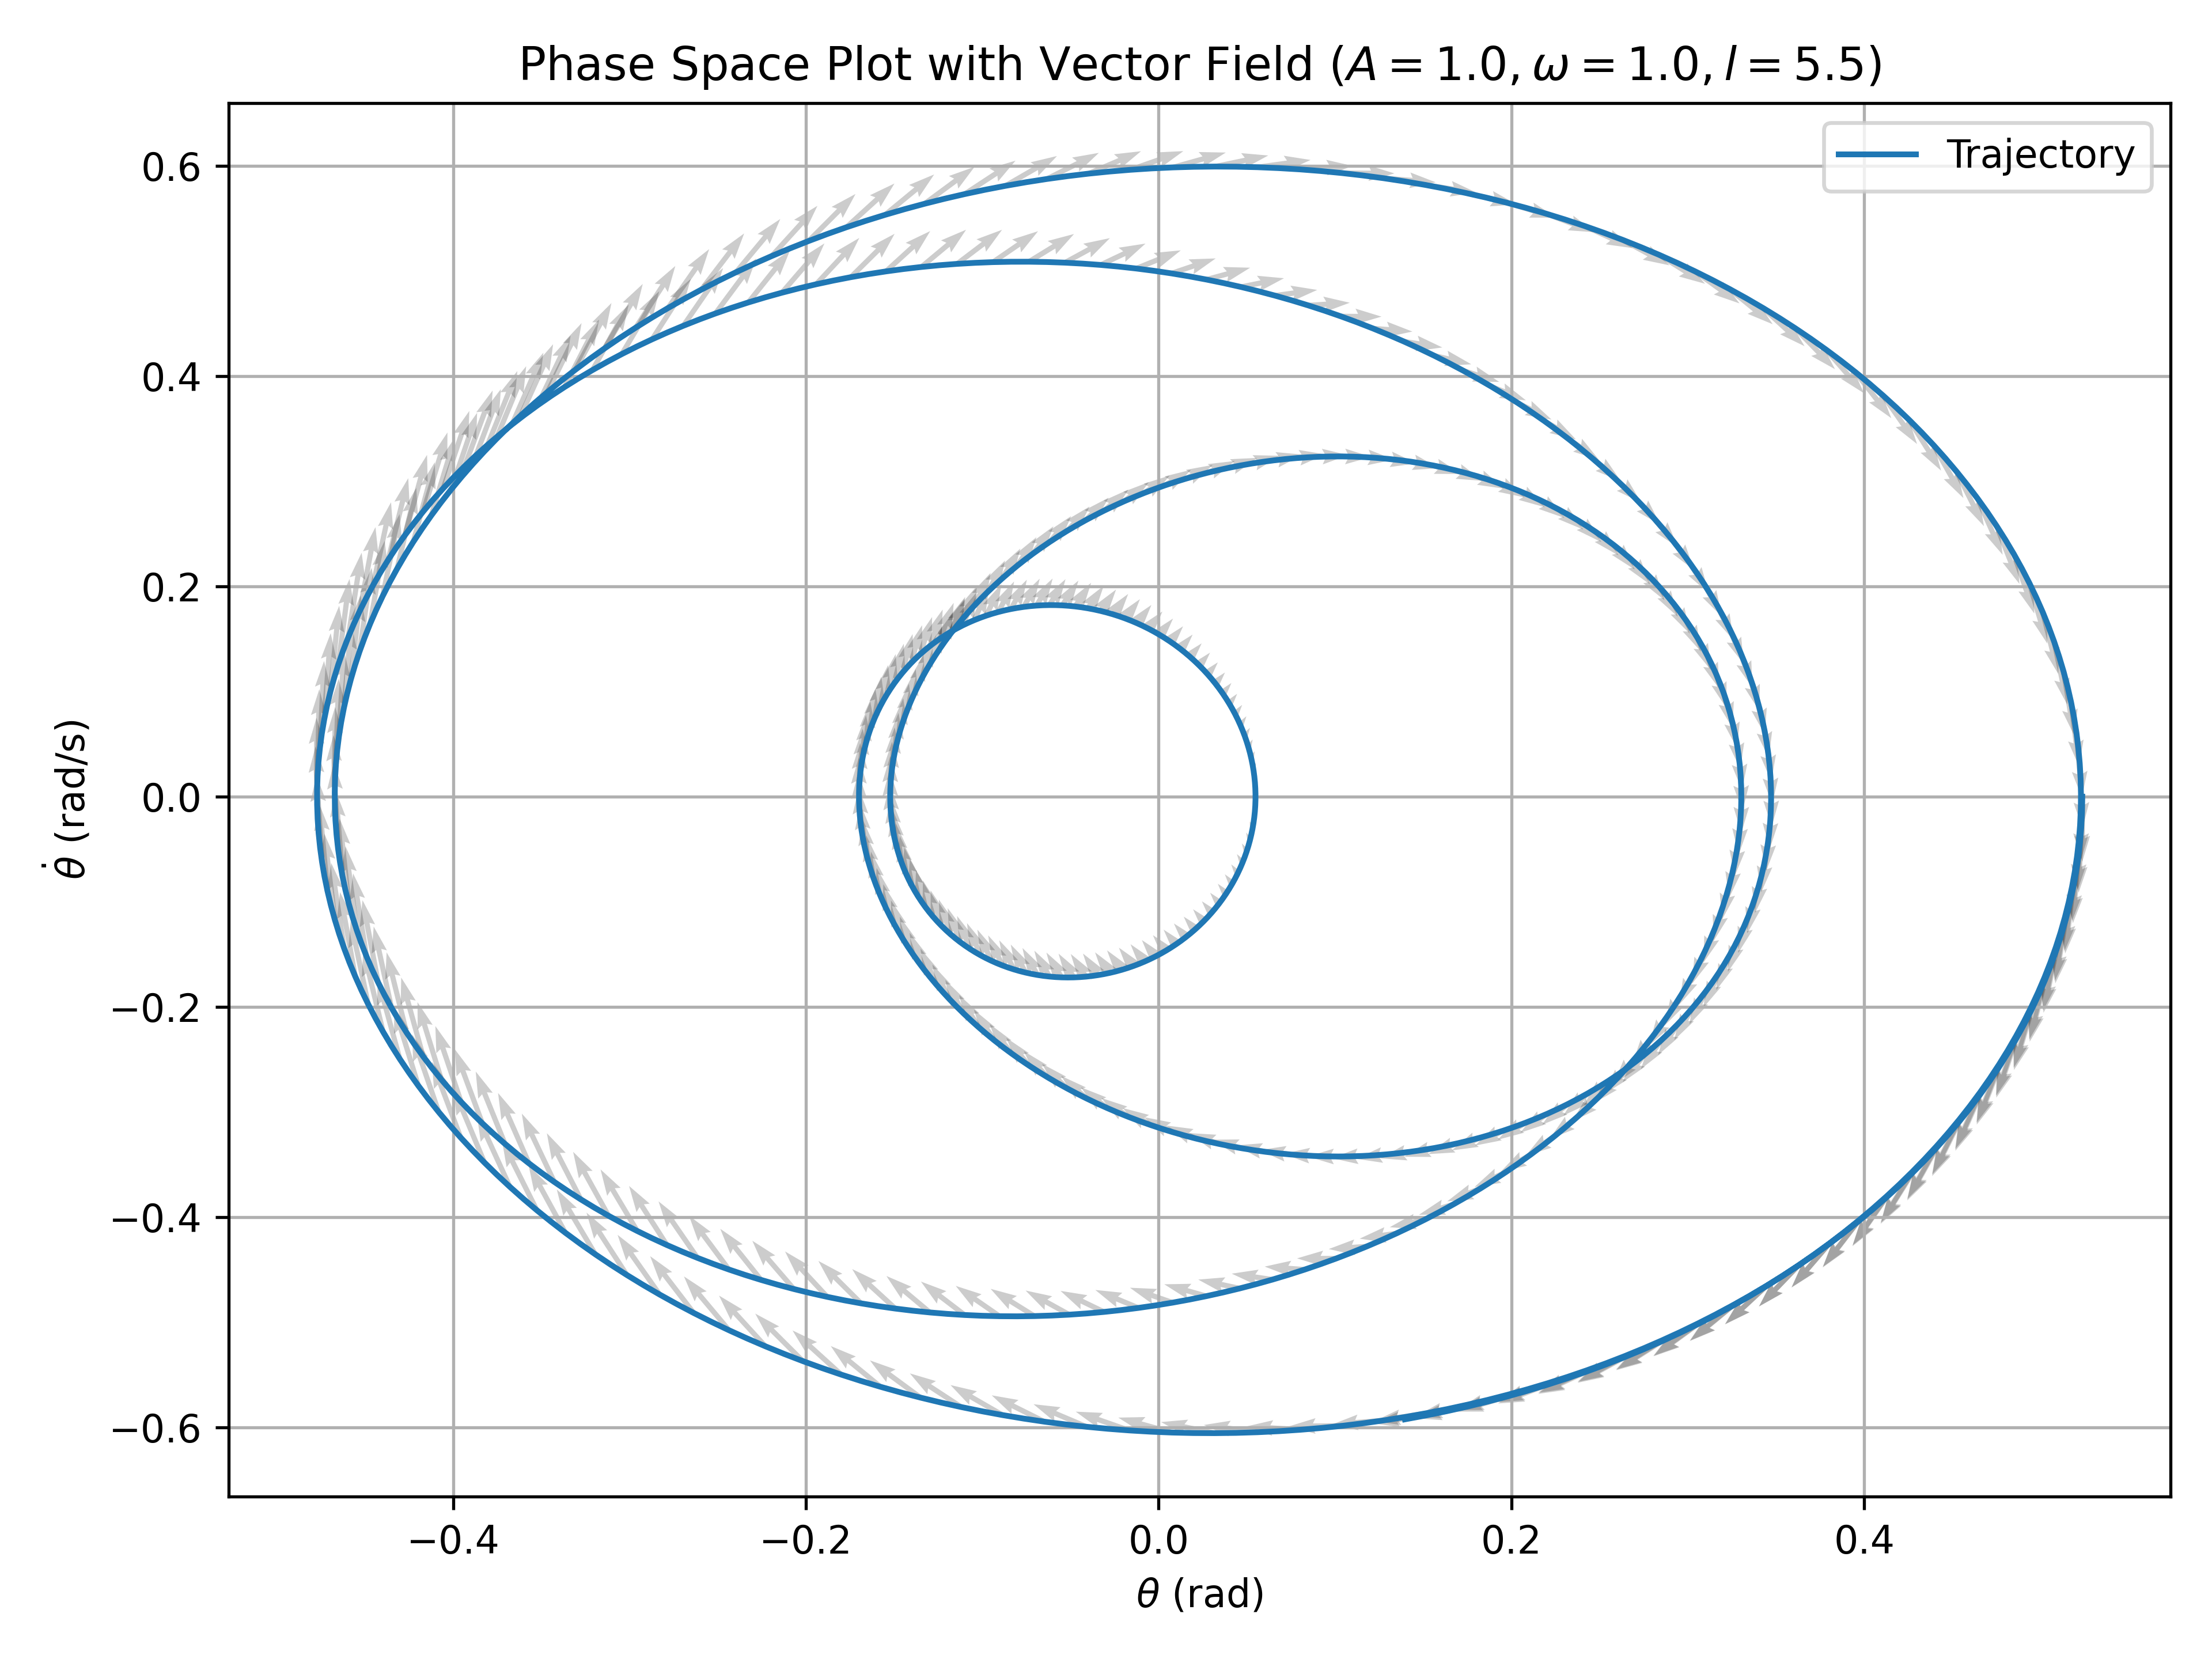 Phase Space Plot with Vector Field (A = 1.0, ω = 1.0, l = 5.5)
Trajectory
0.6
0.4
0.2
0.0
−0.2
−0.4
−0.6
θ̇ (rad/s)
−0.4 −0.2 0.0 0.2 0.4
θ (rad)